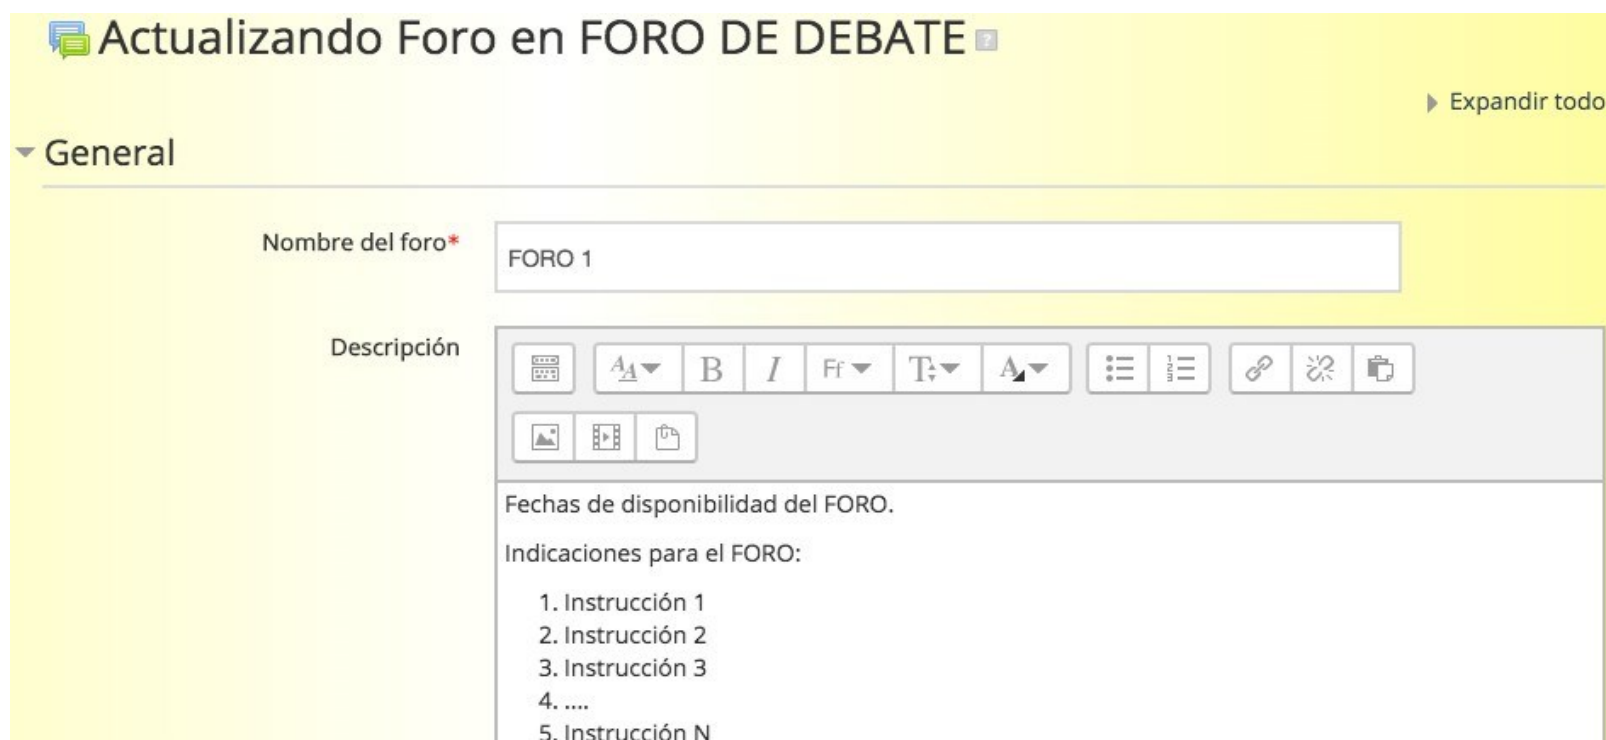 Actualizando Foro en FORO DE DEBATE
Expandir todo
General
Nombre del foro*
FORO 1
Descripción
B I Ff T A
Fechas de disponibilidad del FORO.
Indicaciones para el FORO:
1. Instrucción 1
2. Instrucción 2
3. Instrucción 3
4. ....
5. Instrucción N